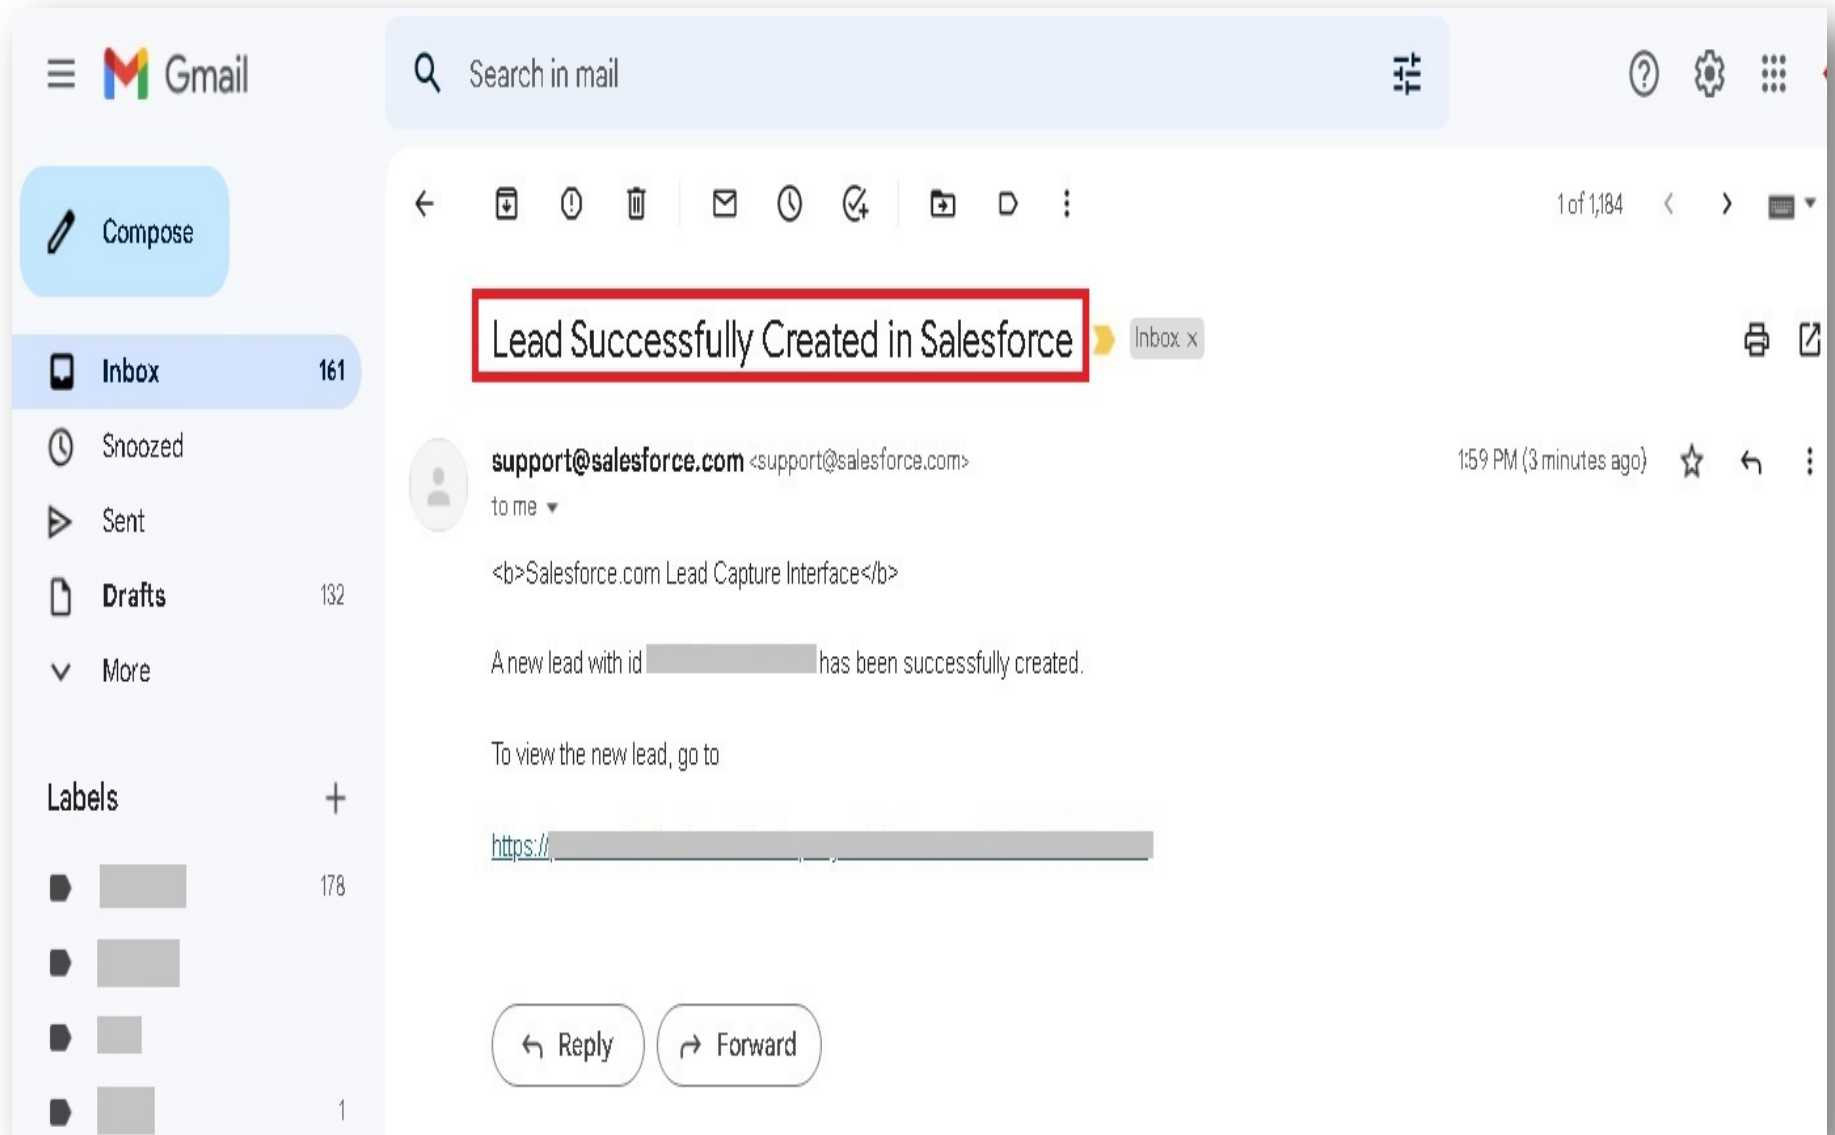 Gmail
Search in mail
Compose
1 of 1,184
Inbox 161
Snoozed
Sent
Drafts 132
More
Labels
178
1
Lead Successfully Created in Salesforce Inbox x
support@salesforce.com <support@salesforce.com>
1:59 PM (3 minutes ago)
to me
<b>Salesforce.com Lead Capture Interface</b>
A new lead with id has been successfully created.
To view the new lead, go to
https://
Reply Forward